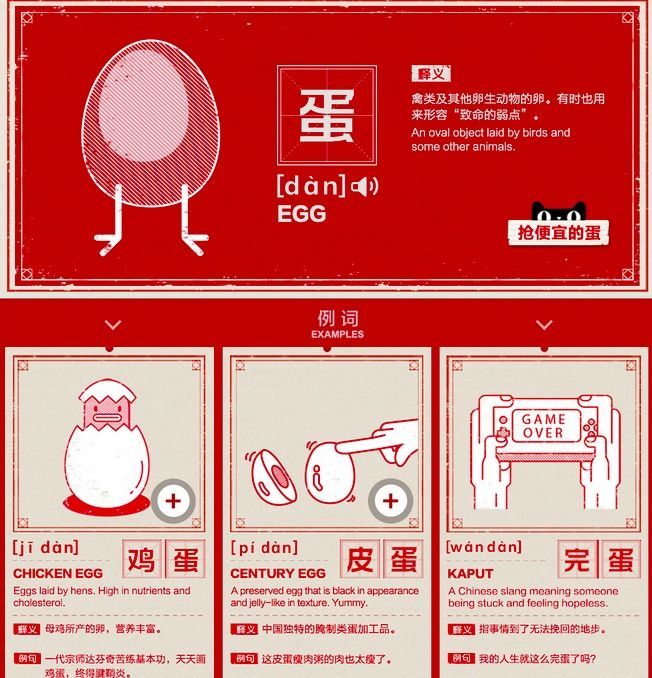 蛋
[dàn]
EGG
释义
禽类及其他卵生动物的卵。有时也用
来形容“致命的弱点”。
An oval object laid by birds and
some other animals.
抢便宜的蛋
例词
EXAMPLES
[jī dàn]
鸡蛋
CHICKEN EGG
Eggs laid by hens. High in nutrients and
cholesterol.
释义 母鸡所产的卵，营养丰富。
例句 一代宗师达芬奇苦练基本功，天天画
鸡蛋，终得腱鞘炎。
[pí dàn]
皮蛋
CENTURY EGG
A preserved egg that is black in appearance
and jelly-like in texture. Yummy.
释义 中国独特的腌制类蛋加工品。
例句 这皮蛋瘦肉粥的肉也太瘦了。
GAME
OVER
[wán dàn]
完蛋
KAPUT
A Chinese slang meaning someone
being stuck and feeling hopeless.
释义 指事情到了无法挽回的地步。
例句 我的人生就这么完蛋了吗？